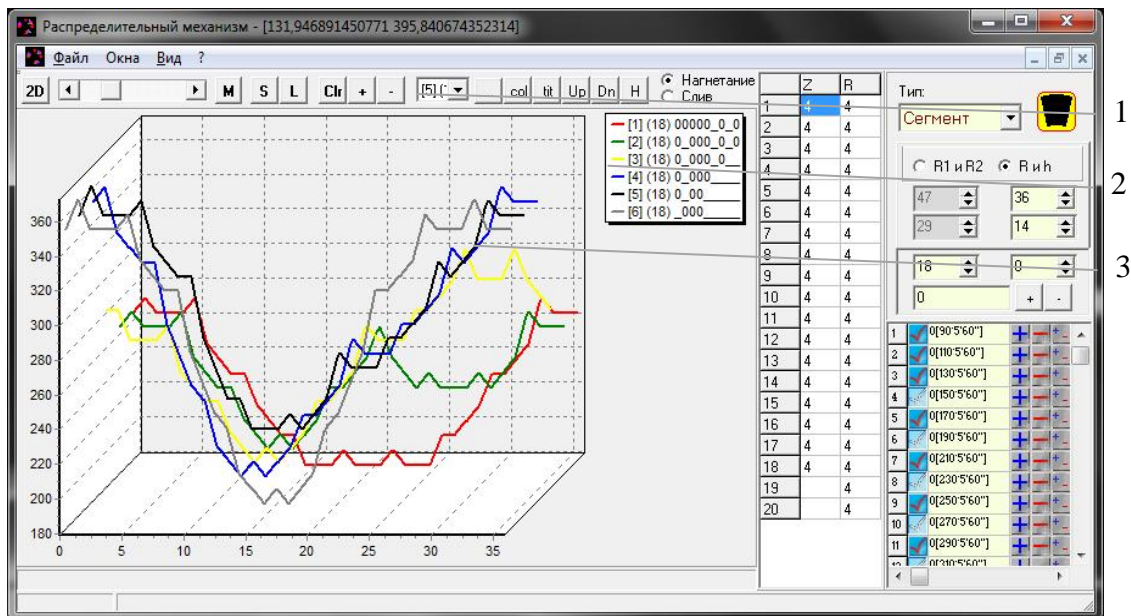 Распределительный механизм - [131,946891450771 395,840674352314]
Файл Окна Вид ?
2D M S L Clr + - [5] (: col tit Up Dn H
Нагнетание
Слив
[1] (18) 00000_0_0
[2] (18) 0_000_0_0
[3] (18) 0_000_0__
[4] (18) 0_000____
[5] (18) 0_00_____
[6] (18) _000_____
360
340
320
300
280
260
240
220
200
180
0 5 10 15 20 25 30 35
Z R
1 4 4
2 4 4
3 4 4
4 4 4
5 4 4
6 4 4
7 4 4
8 4 4
9 4 4
10 4 4
11 4 4
12 4 4
13 4 4
14 4 4
15 4 4
16 4 4
17 4 4
18 4 4
19 4
20 4
Тип:
Сегмент
R1 и R2 R и h
47 36
29 14
18 0
0 + -
1 0[90°5'60"]
2 0[110°5'60"]
3 0[130°5'60"]
4 0[150°5'60"]
5 0[170°5'60"]
6 0[190°5'60"]
7 0[210°5'60"]
8 0[230°5'60"]
9 0[250°5'60"]
10 0[270°5'60"]
11 0[290°5'60"]
12 0[310°5'60"]
1
2
3